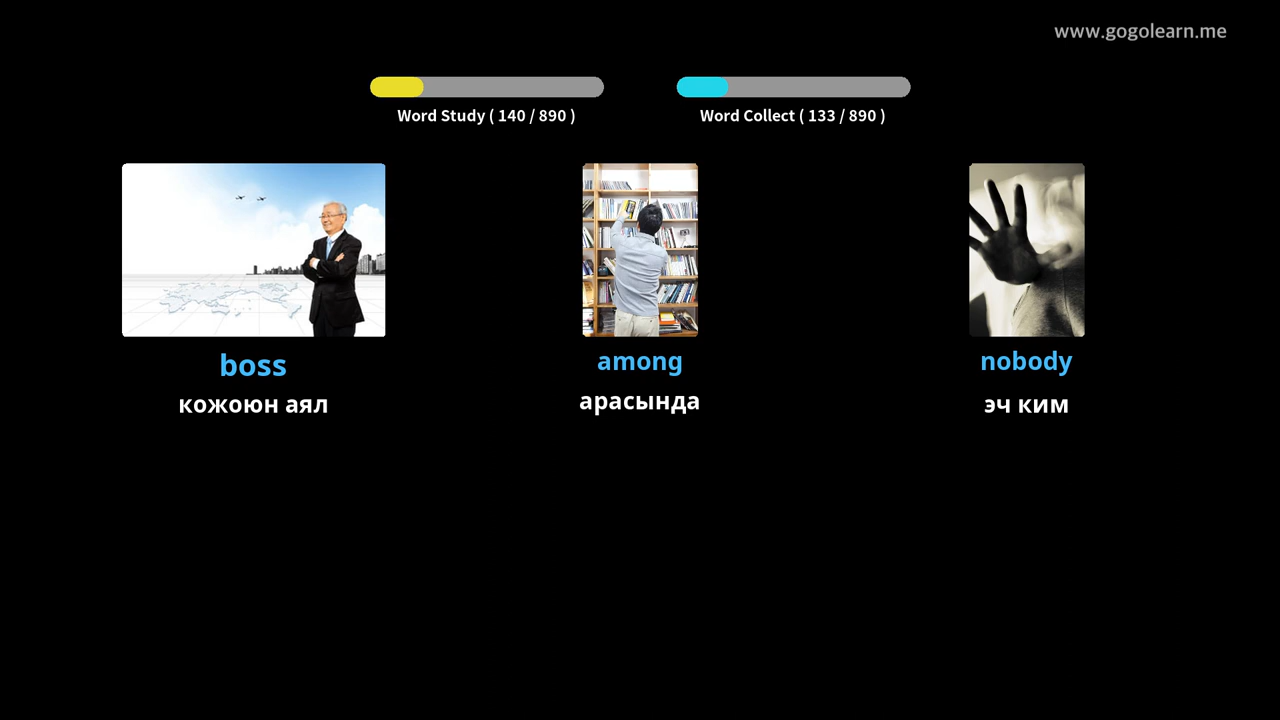 www.gogolearn.me
Word Study ( 140 / 890 )
Word Collect ( 133 / 890 )
boss
among
nobody
кожоюн аял
арасында
эч ким